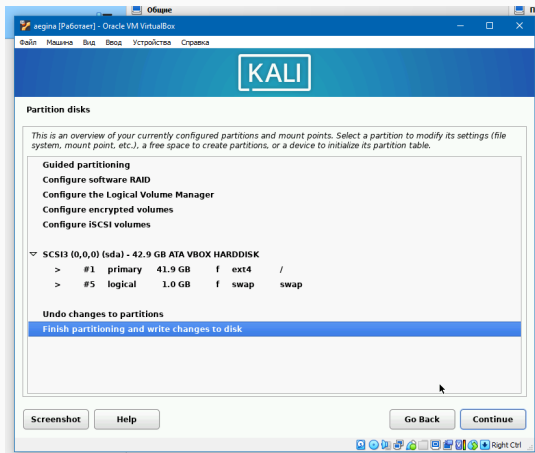 Общие
aegina [Работает] - Oracle VM VirtualBox
Файл Машина Вид Ввод Устройства Справка
KALI
Partition disks
This is an overview of your currently configured partitions and mount points. Select a partition to modify its settings (file
system, mount point, etc.), a free space to create partitions, or a device to initialize its partition table.
Guided partitioning
Configure software RAID
Configure the Logical Volume Manager
Configure encrypted volumes
Configure iSCSI volumes
SCSI3 (0,0,0) (sda) - 42.9 GB ATA VBOX HARDDISK
> #1 primary 41.9 GB f ext4 /
> #5 logical 1.0 GB f swap swap
Undo changes to partitions
Finish partitioning and write changes to disk
Screenshot Help Go Back Continue
Right Ctrl